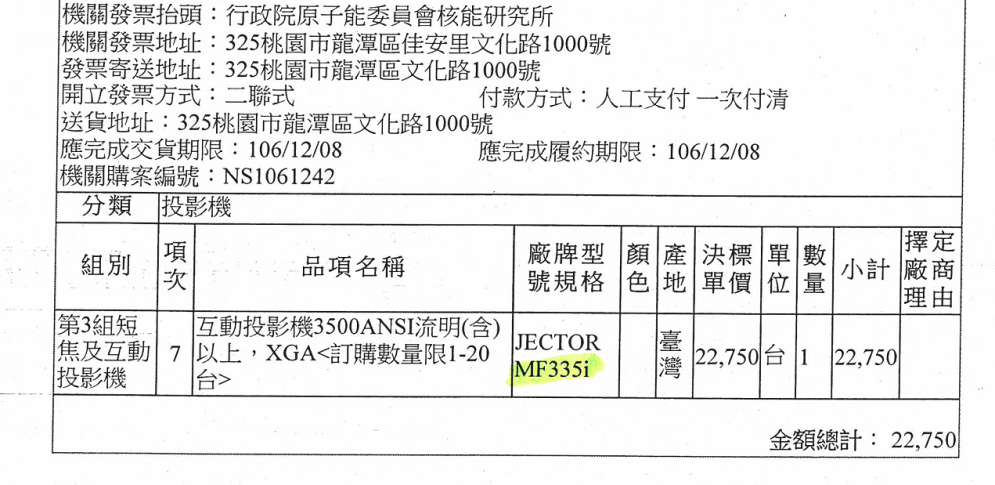 機關發票抬頭：行政院原子能委員會核能研究所
機關發票地址：325桃園市龍潭區佳安里文化路1000號
發票寄送地址：325桃園市龍潭區文化路1000號
開立發票方式：二聯式 付款方式：人工支付 一次付清
送貨地址：325桃園市龍潭區文化路1000號
應完成交貨期限：106/12/08 應完成履約期限：106/12/08
機關購案編號：NS1061242
分類 投影機
組別 項次 品項名稱 廠牌型號規格 顏色 產地 決標單價 單位 數量 小計 擇定廠商理由
第3組短焦及互動投影機 7 互動投影機3500ANSI流明(含)以上，XGA<訂購數量限1-20台> JECTOR MF335i 臺灣 22,750 台 1 22,750
金額總計： 22,750